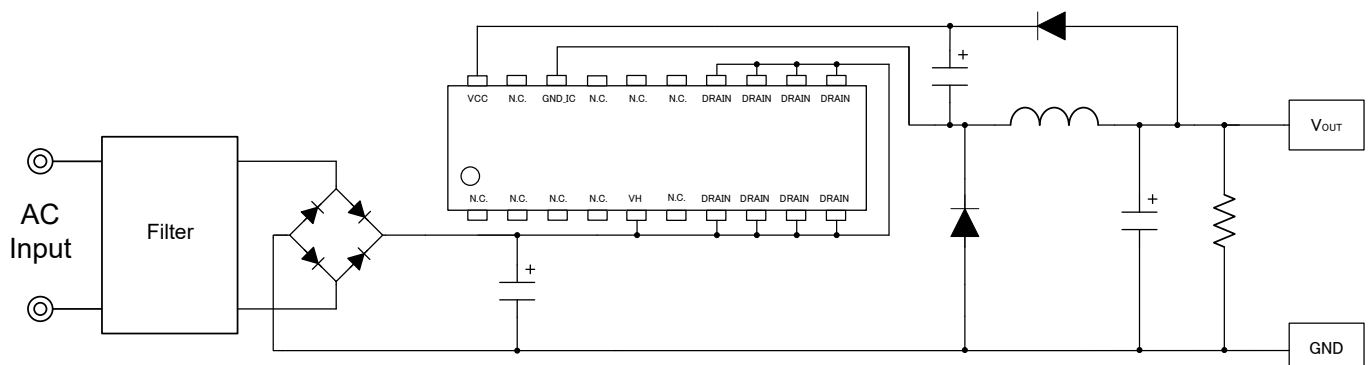 VCC N.C. GND_IC N.C. N.C. N.C. DRAIN DRAIN DRAIN DRAIN
N.C. N.C. N.C. N.C. VH N.C. DRAIN DRAIN DRAIN DRAIN
AC
Input
Filter
+
+
+
VOUT
GND